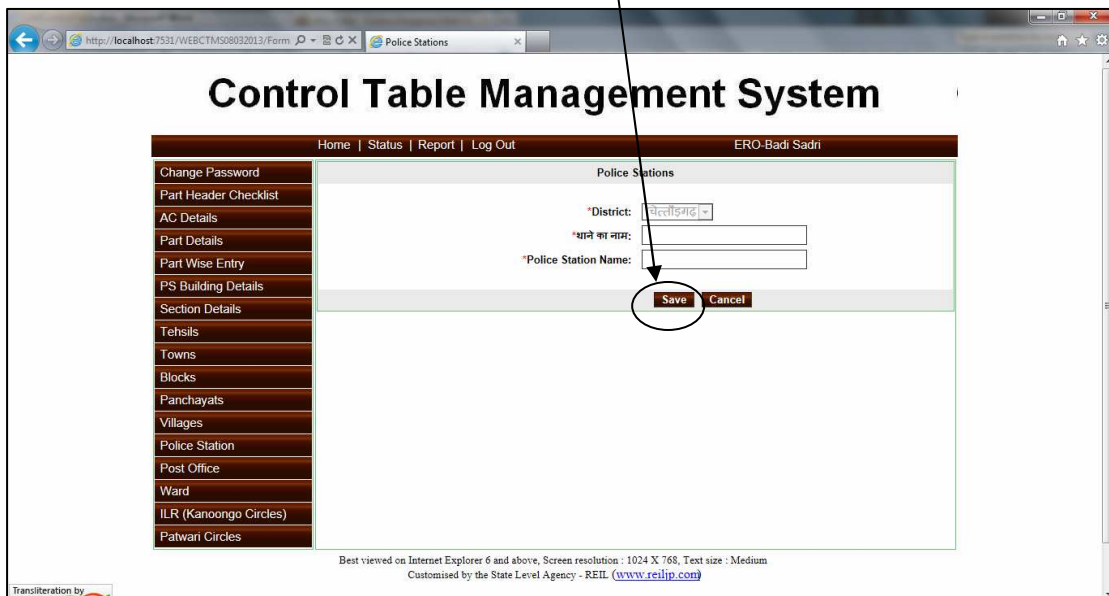 http://localhost:7531/WEBCTMS08032013/Form
Police Stations
Control Table Management System
Home | Status | Report | Log Out
ERO-Badi Sadri
Change Password
Part Header Checklist
AC Details
Part Details
Part Wise Entry
PS Building Details
Section Details
Tehsils
Towns
Blocks
Panchayats
Villages
Police Station
Post Office
Ward
ILR (Kanoongo Circles)
Patwari Circles
Police Stations
*District: चित्तौड़गढ़
*थाने का नाम:
*Police Station Name:
Save Cancel
Best viewed on Internet Explorer 6 and above, Screen resolution : 1024 X 768, Text size : Medium
Customised by the State Level Agency - REIL (www.reiljp.com)
Transliteration by